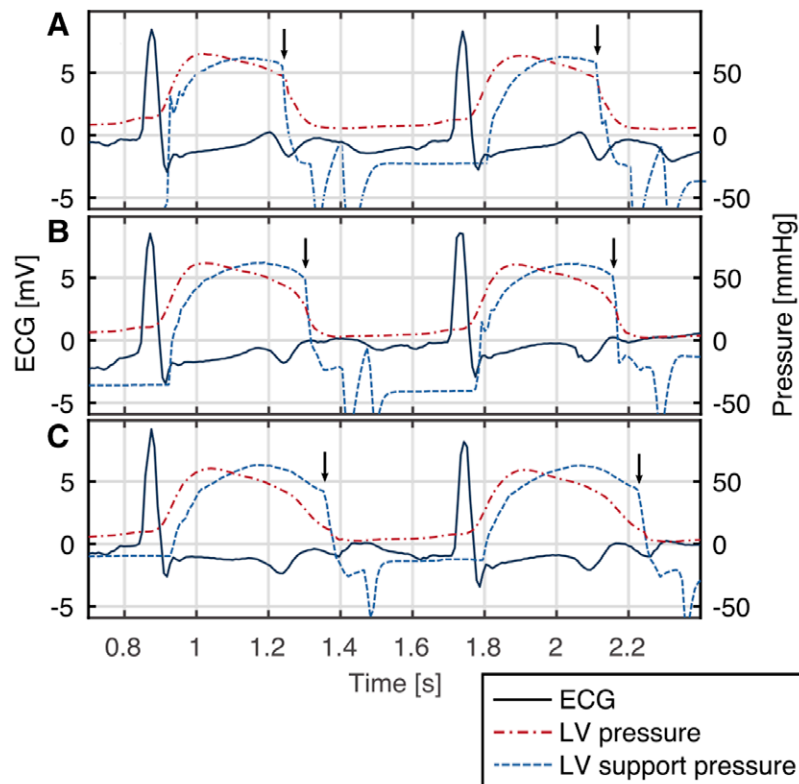 A
5
0
-5
50
0
-50
B
5
0
-5
50
0
-50
C
5
0
-5
50
0
-50
ECG [mV]
Pressure [mmHg]
0.8 1 1.2 1.4 1.6 1.8 2 2.2
Time [s]
ECG
LV pressure
LV support pressure